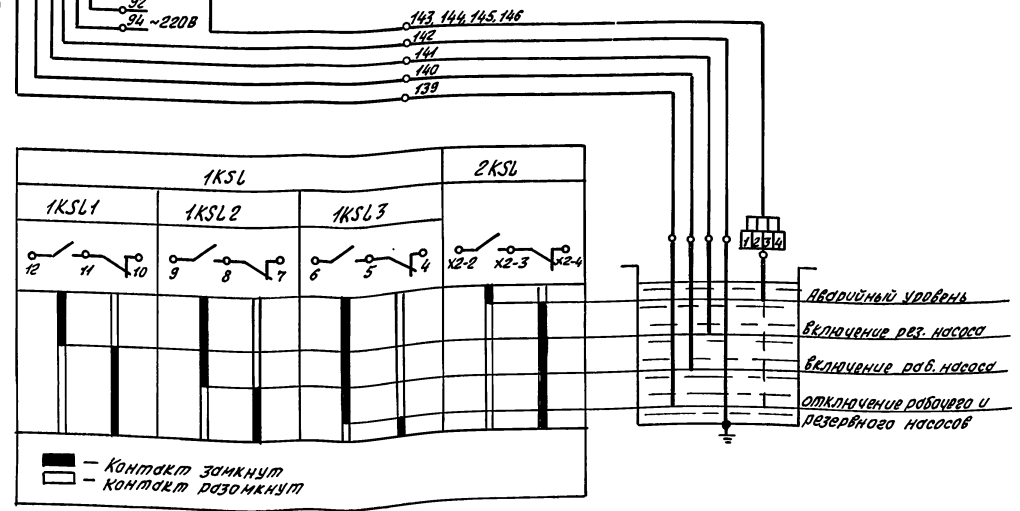 92
94 ~220В
143, 144, 145, 146
142
141
140
139
1KSL
2KSL
1KSL1
1KSL2
1KSL3
12 11 10
9 8 7
6 5 4
X2-2 X2-3 X2-4
1 2 3 4
Аварийный уровень
включение рез. насоса
включение раб. насоса
отключение рабочего и
резервного насосов
– Контакт замкнут
– Контакт разомкнут